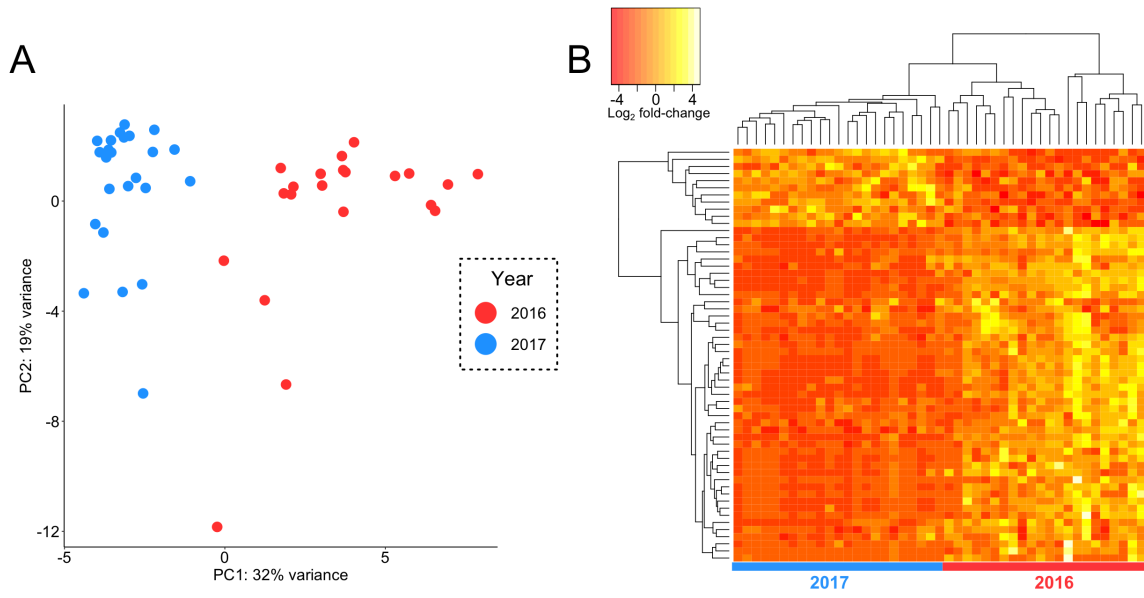 A
0
-4
-8
-12
-5
0
5
PC2: 19% variance
PC1: 32% variance
Year
2016
2017
B
-4 0 4
Log2 fold-change
2017
2016